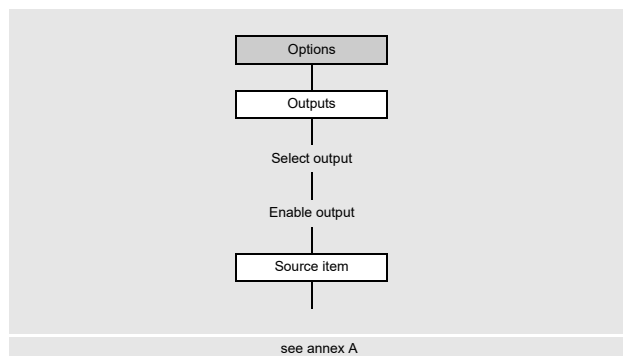 Options
Outputs
Select output
Enable output
Source item
see annex A